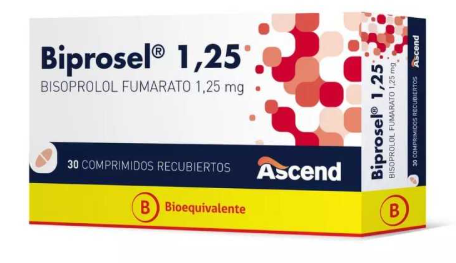 Biprosel® 1,25
BISOPROLOL FUMARATO 1,25 mg
30 COMPRIMIDOS RECUBIERTOS
Ascend
B Bioequivalente
Biprosel® 1,25
BISOPROLOL FUMARATO 1,25 mg
Ascend
B